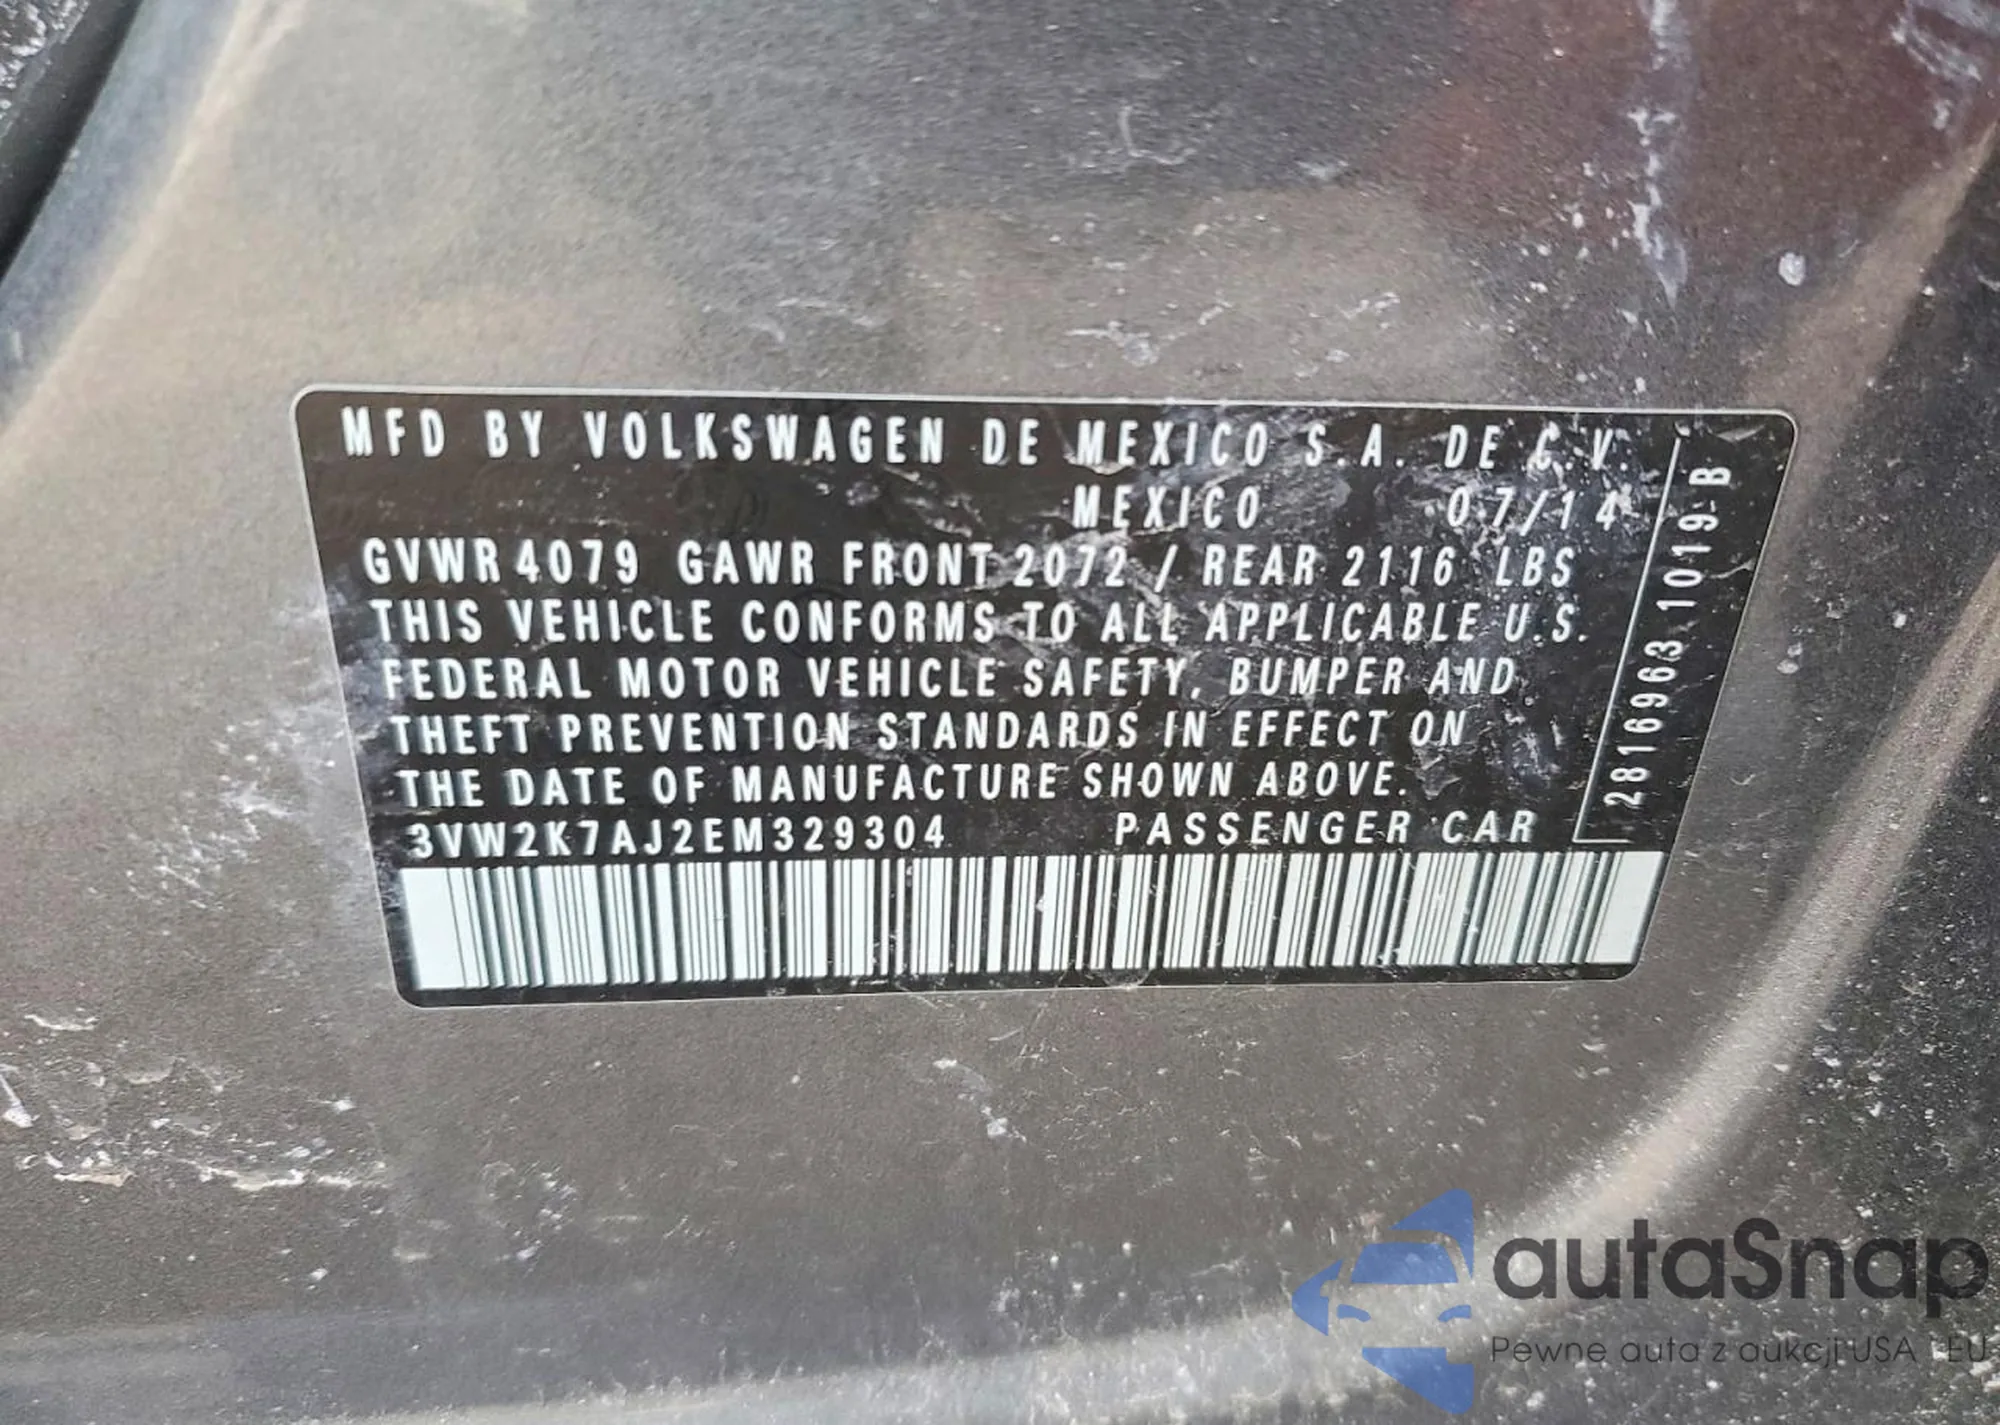 MFD BY VOLKSWAGEN DE MEXICO S.A. DE C.V.
MEXICO 07/14
GVWR 4079 GAWR FRONT 2072 / REAR 2116 LBS
THIS VEHICLE CONFORMS TO ALL APPLICABLE U.S.
FEDERAL MOTOR VEHICLE SAFETY, BUMPER AND
THEFT PREVENTION STANDARDS IN EFFECT ON
THE DATE OF MANUFACTURE SHOWN ABOVE.
3VW2K7AJ2EM329304 PASSENGER CAR
2816963 1019-B
autaSnap
Pewne auta z aukcji USA i EU